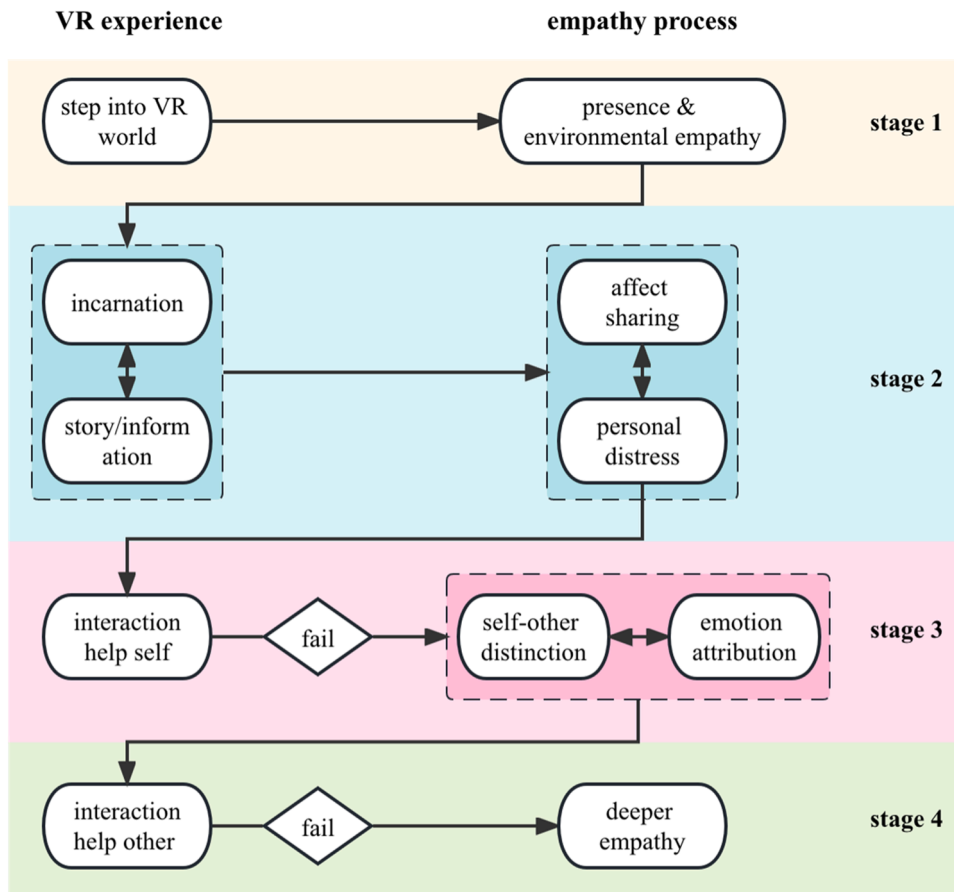 VR experience
empathy process
step into VR
world
presence &
environmental empathy
stage 1
incarnation
affect
sharing
stage 2
story/inform
ation
personal
distress
interaction
help self
fail
self-other
distinction
emotion
attribution
stage 3
interaction
help other
fail
deeper
empathy
stage 4